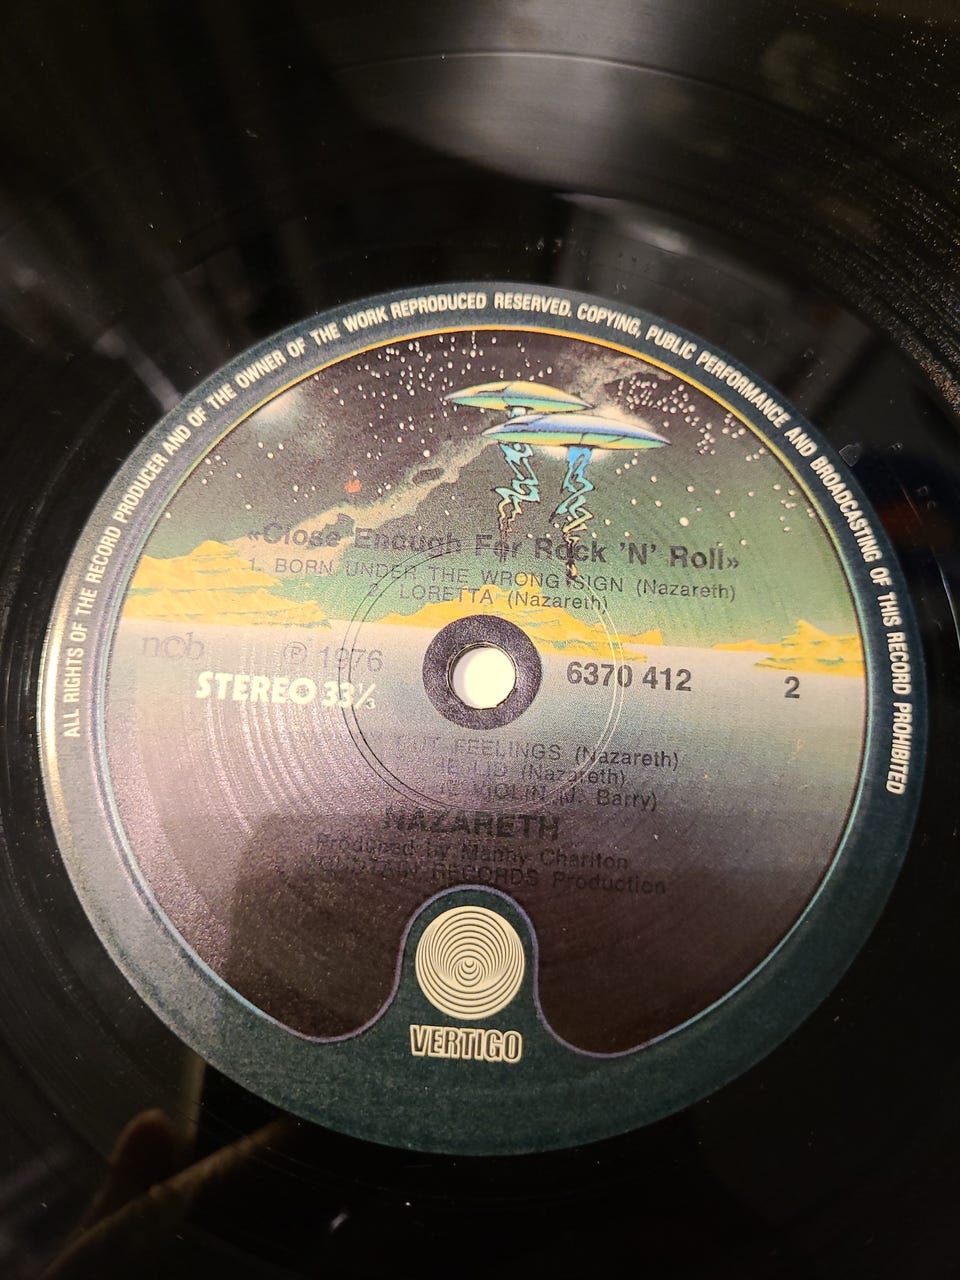 ALL RIGHTS OF THE RECORD PRODUCER AND OF THE OWNER OF THE WORK REPRODUCED RESERVED. COPYING, PUBLIC PERFORMANCE AND BROADCASTING OF THIS RECORD PROHIBITED
«Close Enough For Rock 'N' Roll»
1. BORN UNDER THE WRONG SIGN (Nazareth)
2. LORETTA (Nazareth)
ncb
℗ 1976
STEREO 33⅓
6370 412
2
FEELINGS (Nazareth)
(Nazareth)
VIOLIN (J. Barry)
NAZARETH
Produced by Manny Charlton
MOUNTAIN RECORDS Production
VERTIGO